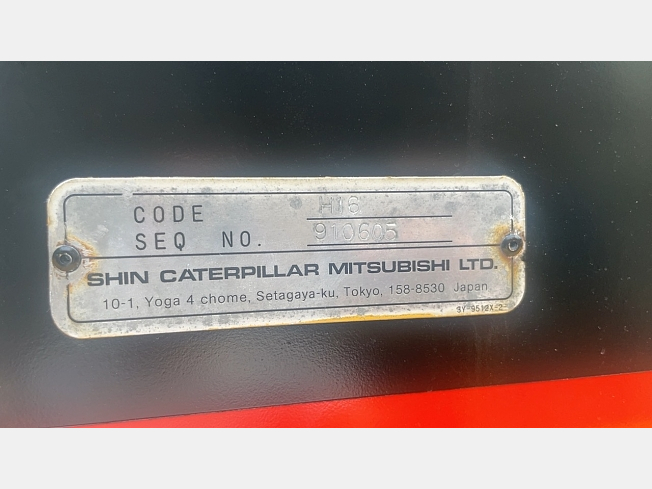 CODE H16
SEQ NO. 910605
SHIN CATERPILLAR MITSUBISHI LTD.
10-1, Yoga 4 chome, Setagaya-ku, Tokyo, 158-8530 Japan